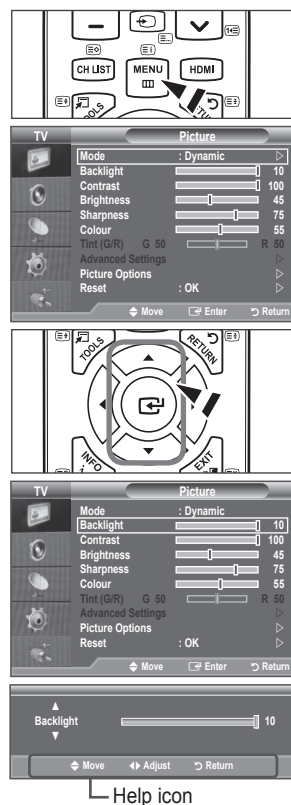 CH LIST MENU HDMI
TOOLS
TV Picture
Mode : Dynamic
Backlight 10
Contrast 100
Brightness 45
Sharpness 75
Colour 55
Tint (G/R) G 50 R 50
Advanced Settings
Picture Options
Reset : OK
Move Enter Return
TOOLS RETURN
INFO EXIT
TV Picture
Mode : Dynamic
Backlight 10
Contrast 100
Brightness 45
Sharpness 75
Colour 55
Tint (G/R) G 50 R 50
Advanced Settings
Picture Options
Reset : OK
Move Enter Return
Backlight 10
Move Adjust Return
Help icon